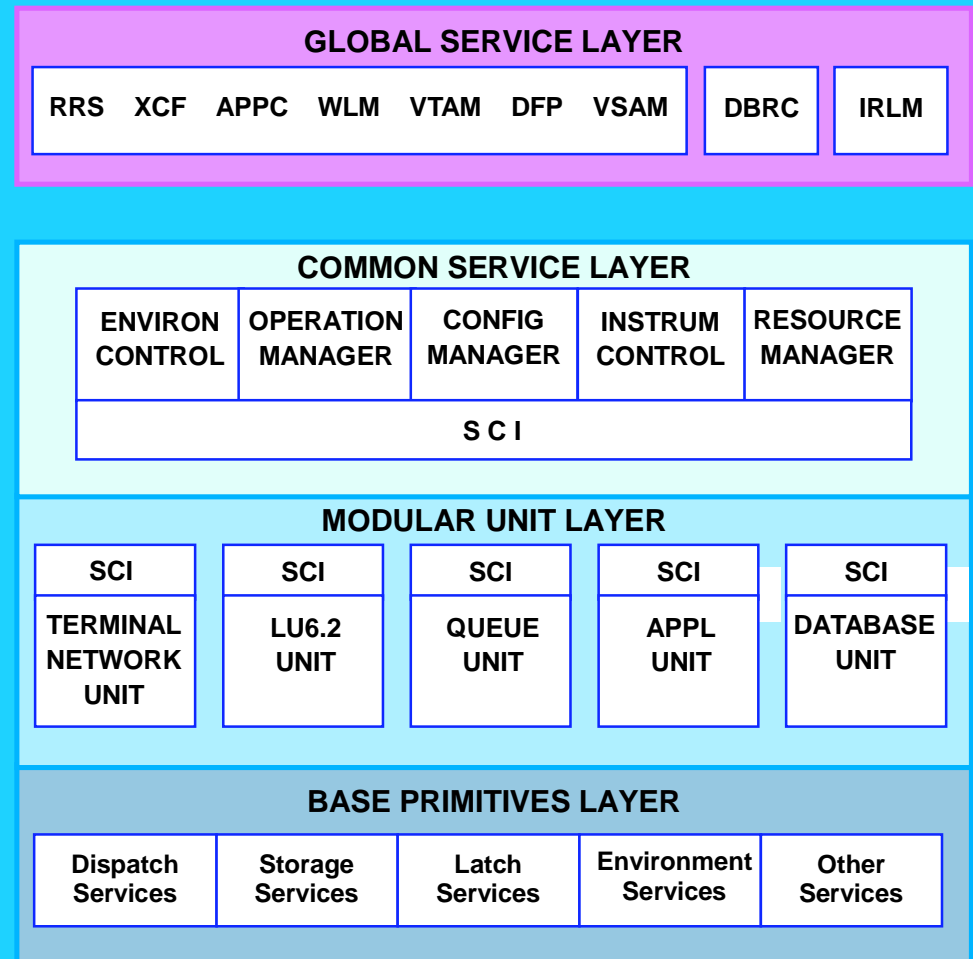 GLOBAL SERVICE LAYER
RRS XCF APPC WLM VTAM DFP VSAM DBRC IRLM
COMMON SERVICE LAYER
ENVIRON
CONTROL
OPERATION
MANAGER
CONFIG
MANAGER
INSTRUM
CONTROL
RESOURCE
MANAGER
S C I
MODULAR UNIT LAYER
SCI
TERMINAL
NETWORK
UNIT
SCI
LU6.2
UNIT
SCI
QUEUE
UNIT
SCI
APPL
UNIT
SCI
DATABASE
UNIT
BASE PRIMITIVES LAYER
Dispatch
Services
Storage
Services
Latch
Services
Environment
Services
Other
Services